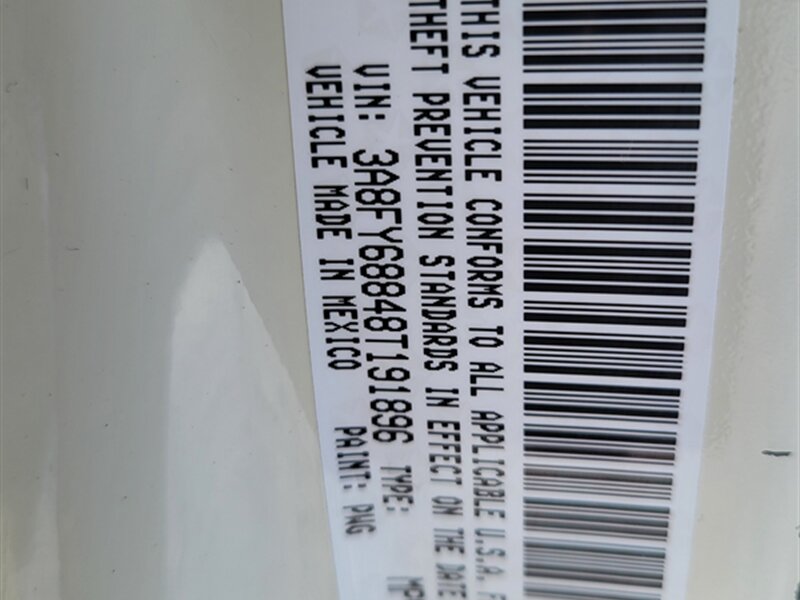 THIS VEHICLE CONFORMS TO ALL APPLICABLE U.S.A. F
THEFT PREVENTION STANDARDS IN EFFECT ON THE DATE
VIN: 3A8FY68848T191896 TYPE:
VEHICLE MADE IN MEXICO PAINT: PWG